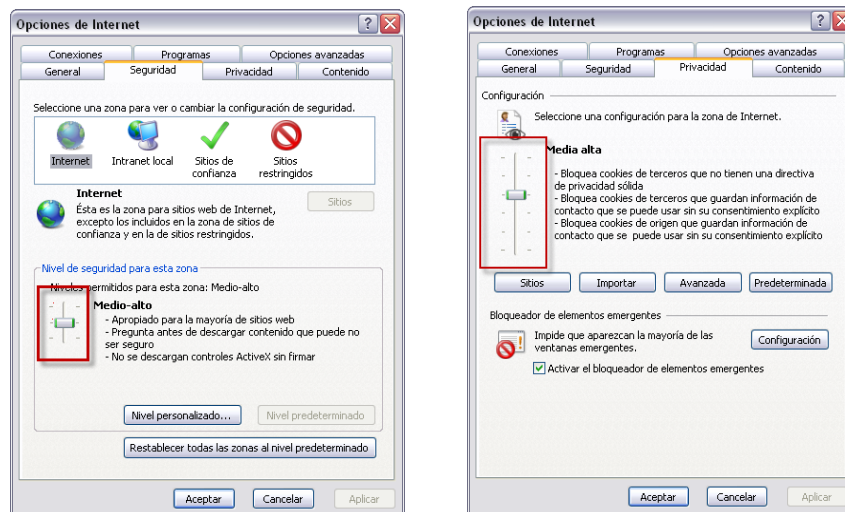 Opciones de Internet
Conexiones Programas Opciones avanzadas
General Seguridad Privacidad Contenido
Seleccione una zona para ver o cambiar la configuración de seguridad.
Internet Intranet local Sitios de confianza Sitios restringidos
Internet
Sitios
Ésta es la zona para sitios web de Internet,
excepto los incluidos en la zona de sitios de
confianza y en la de sitios restringidos.
Nivel de seguridad para esta zona
Niveles permitidos para esta zona: Medio-alto
Medio-alto
- Apropiado para la mayoría de sitios web
- Pregunta antes de descargar contenido que puede no
ser seguro
- No se descargan controles ActiveX sin firmar
Nivel personalizado... Nivel predeterminado
Restablecer todas las zonas al nivel predeterminado
Aceptar Cancelar Aplicar
Opciones de Internet
Conexiones Programas Opciones avanzadas
General Seguridad Privacidad Contenido
Configuración
Seleccione una configuración para la zona de Internet.
Media alta
- Bloquea cookies de terceros que no tienen una directiva
de privacidad sólida
- Bloquea cookies de terceros que guardan información de
contacto que se puede usar sin su consentimiento explícito
- Bloquea cookies de origen que guardan información de
contacto que se puede usar sin su consentimiento explícito
Sitios Importar Avanzada Predeterminada
Bloqueador de elementos emergentes
Impide que aparezcan la mayoría de las
ventanas emergentes.
Configuración
Activar el bloqueador de elementos emergentes
Aceptar Cancelar Aplicar